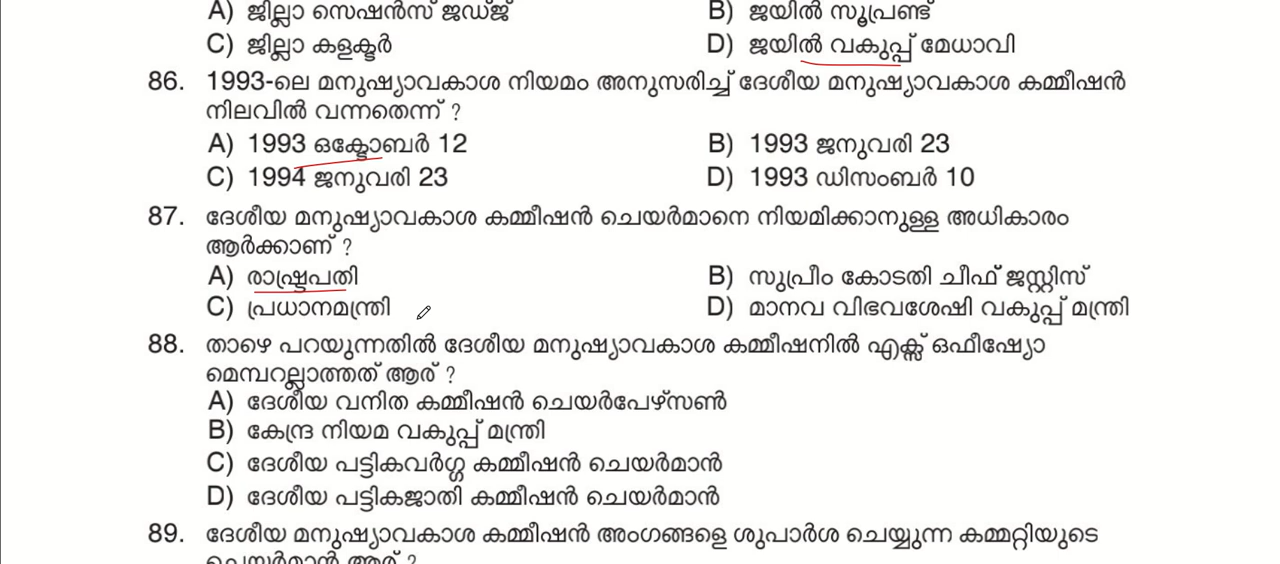 A) ജില്ലാ സെഷൻസ് ജഡ്ജ് B) ജയിൽ സൂപ്രണ്ട്
C) ജില്ലാ കളക്ടർ D) ജയിൽ വകുപ്പ് മേധാവി
86. 1993-ലെ മനുഷ്യാവകാശ നിയമം അനുസരിച്ച് ദേശീയ മനുഷ്യാവകാശ കമ്മീഷൻ
നിലവിൽ വന്നതെന്ന് ?
A) 1993 ഒക്ടോബർ 12 B) 1993 ജനുവരി 23
C) 1994 ജനുവരി 23 D) 1993 ഡിസംബർ 10
87. ദേശീയ മനുഷ്യാവകാശ കമ്മീഷൻ ചെയർമാനെ നിയമിക്കാനുള്ള അധികാരം
ആർക്കാണ് ?
A) രാഷ്ട്രപതി B) സുപ്രീം കോടതി ചീഫ് ജസ്റ്റിസ്
C) പ്രധാനമന്ത്രി D) മാനവ വിഭവശേഷി വകുപ്പ് മന്ത്രി
88. താഴെ പറയുന്നതിൽ ദേശീയ മനുഷ്യാവകാശ കമ്മീഷനിൽ എക്സ് ഒഫീഷ്യോ
മെമ്പറല്ലാത്തത് ആര് ?
A) ദേശീയ വനിത കമ്മീഷൻ ചെയർപേഴ്സൺ
B) കേന്ദ്ര നിയമ വകുപ്പ് മന്ത്രി
C) ദേശീയ പട്ടികവർഗ്ഗ കമ്മീഷൻ ചെയർമാൻ
D) ദേശീയ പട്ടികജാതി കമ്മീഷൻ ചെയർമാൻ
89. ദേശീയ മനുഷ്യാവകാശ കമ്മീഷൻ അംഗങ്ങളെ ശുപാർശ ചെയ്യുന്ന കമ്മറ്റിയുടെ
ചെയർമാൻ ആര് ?